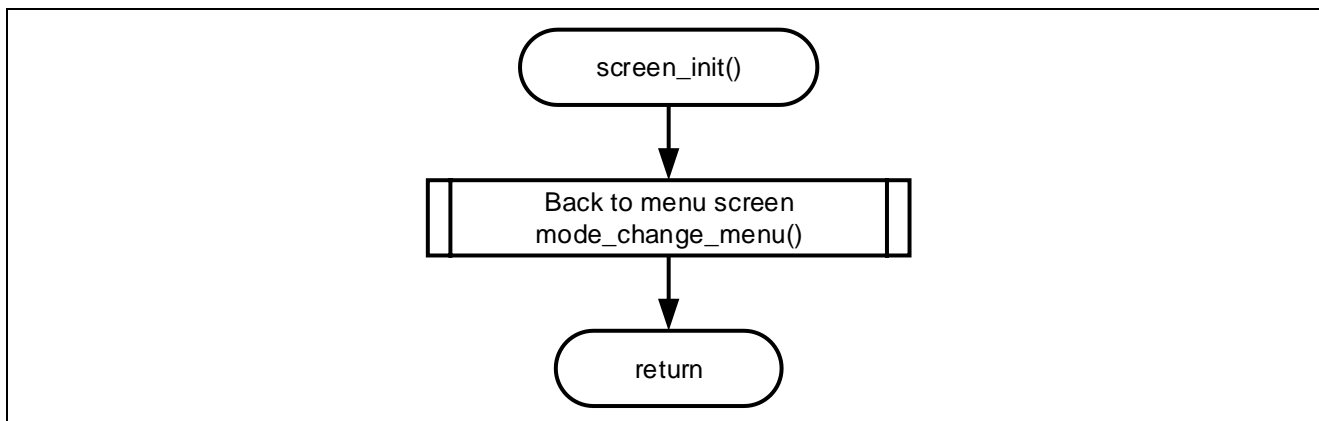 screen_init()
Back to menu screen
mode_change_menu()
return